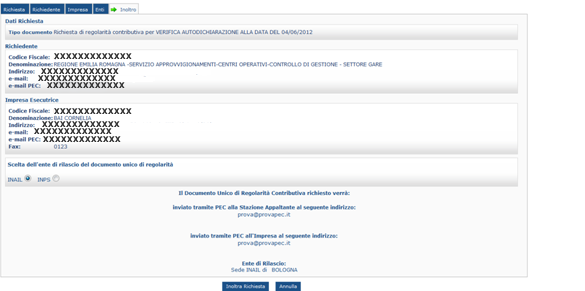 Richiesta Richiedente Impresa Enti Inoltro
Dati Richiesta
Tipo documento Richiesta di regolarità contributiva per VERIFICA AUTODICHIARAZIONE ALLA DATA DEL 04/06/2012
Richiedente
Codice Fiscale: XXXXXXXXXXXXX
Denominazione: REGIONE EMILIA ROMAGNA -SERVIZIO APPROVVIGIONAMENTI-CENTRI OPERATIVI-CONTROLLO DI GESTIONE - SETTORE GARE
Indirizzo: XXXXXXXXXXXXX
e-mail: XXXXXXXXXXXXX
e-mail PEC: XXXXXXXXXXXXX
Impresa Esecutrice
Codice Fiscale: XXXXXXXXXXXXX
Denominazione: BAI CORNELIA
Indirizzo: XXXXXXXXXXXXX
e-mail: XXXXXXXXXXXXX
e-mail PEC: XXXXXXXXXXXXX
Fax: 0123
Scelta dell'ente di rilascio del documento unico di regolarità
INAIL INPS
Il Documento Unico di Regolarità Contributiva richiesto verrà:
inviato tramite PEC alla Stazione Appaltante al seguente indirizzo:
prova@provapec.it
inviato tramite PEC all'Impresa al seguente indirizzo:
prova@provapec.it
Ente di Rilascio:
Sede INAIL di BOLOGNA
Inoltra Richiesta Annulla